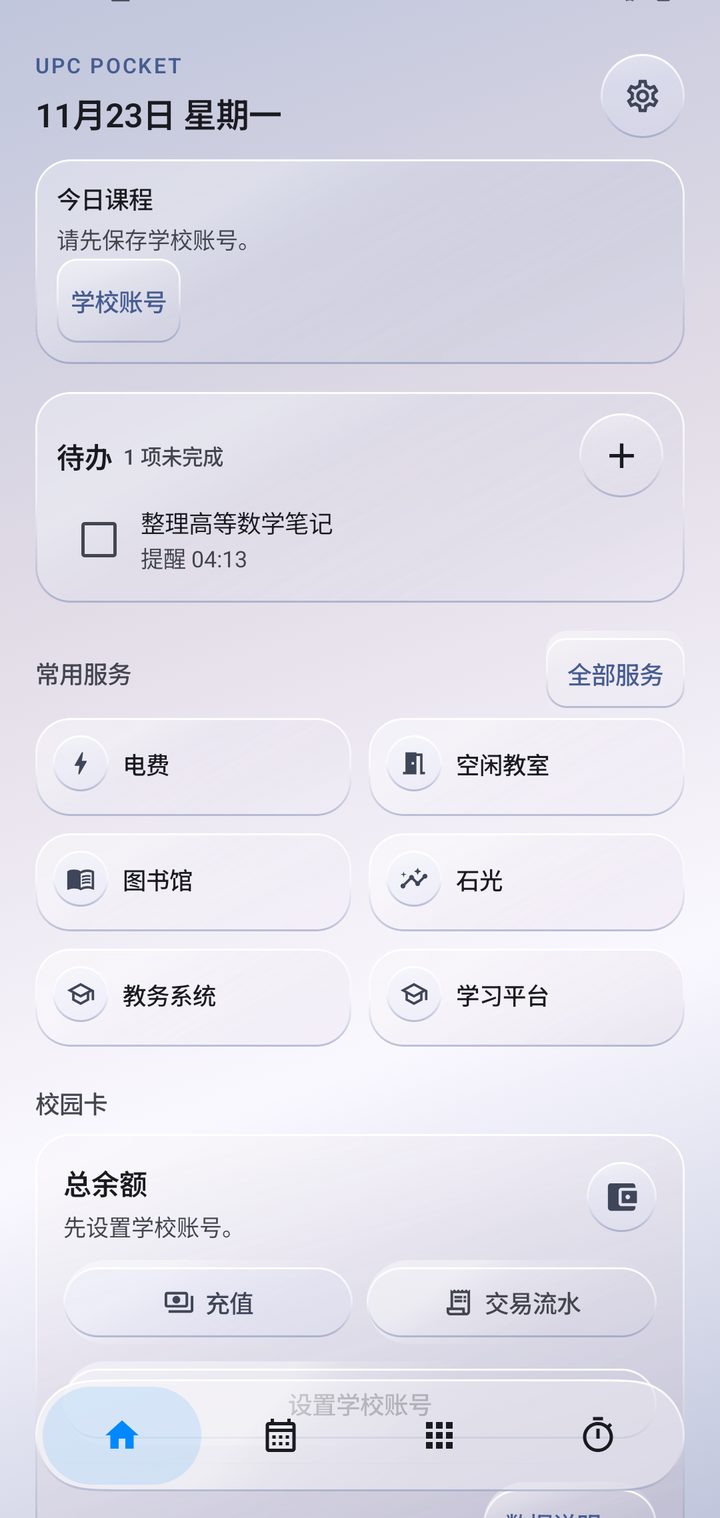 UPC POCKET
11月23日 星期一
今日课程
请先保存学校账号。
学校账号
待办 1 项未完成
整理高等数学笔记
提醒 04:13
常用服务
全部服务
电费
空闲教室
图书馆
石光
教务系统
学习平台
校园卡
总余额
先设置学校账号。
充值
交易流水
设置学校账号
数据说明